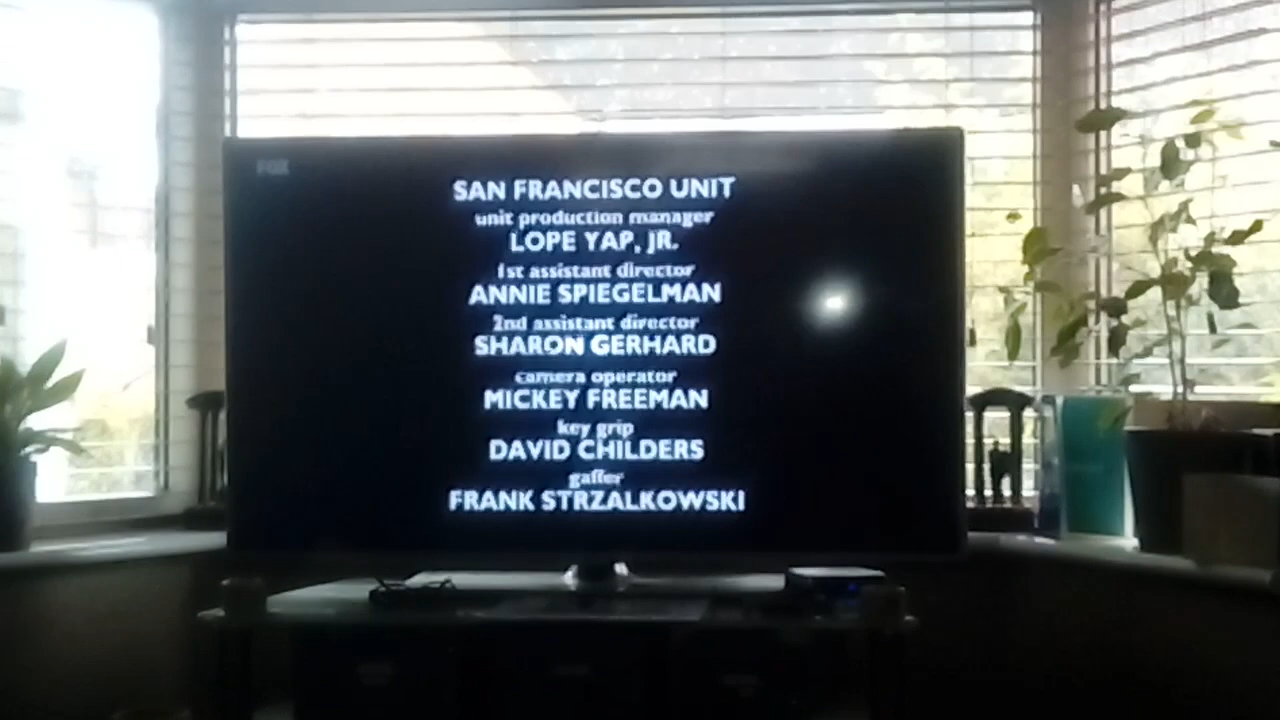 FOX
SAN FRANCISCO UNIT
unit production manager
LOPE YAP, JR.
1st assistant director
ANNIE SPIEGELMAN
2nd assistant director
SHARON GERHARD
camera operator
MICKEY FREEMAN
key grip
DAVID CHILDERS
gaffer
FRANK STRZALKOWSKI